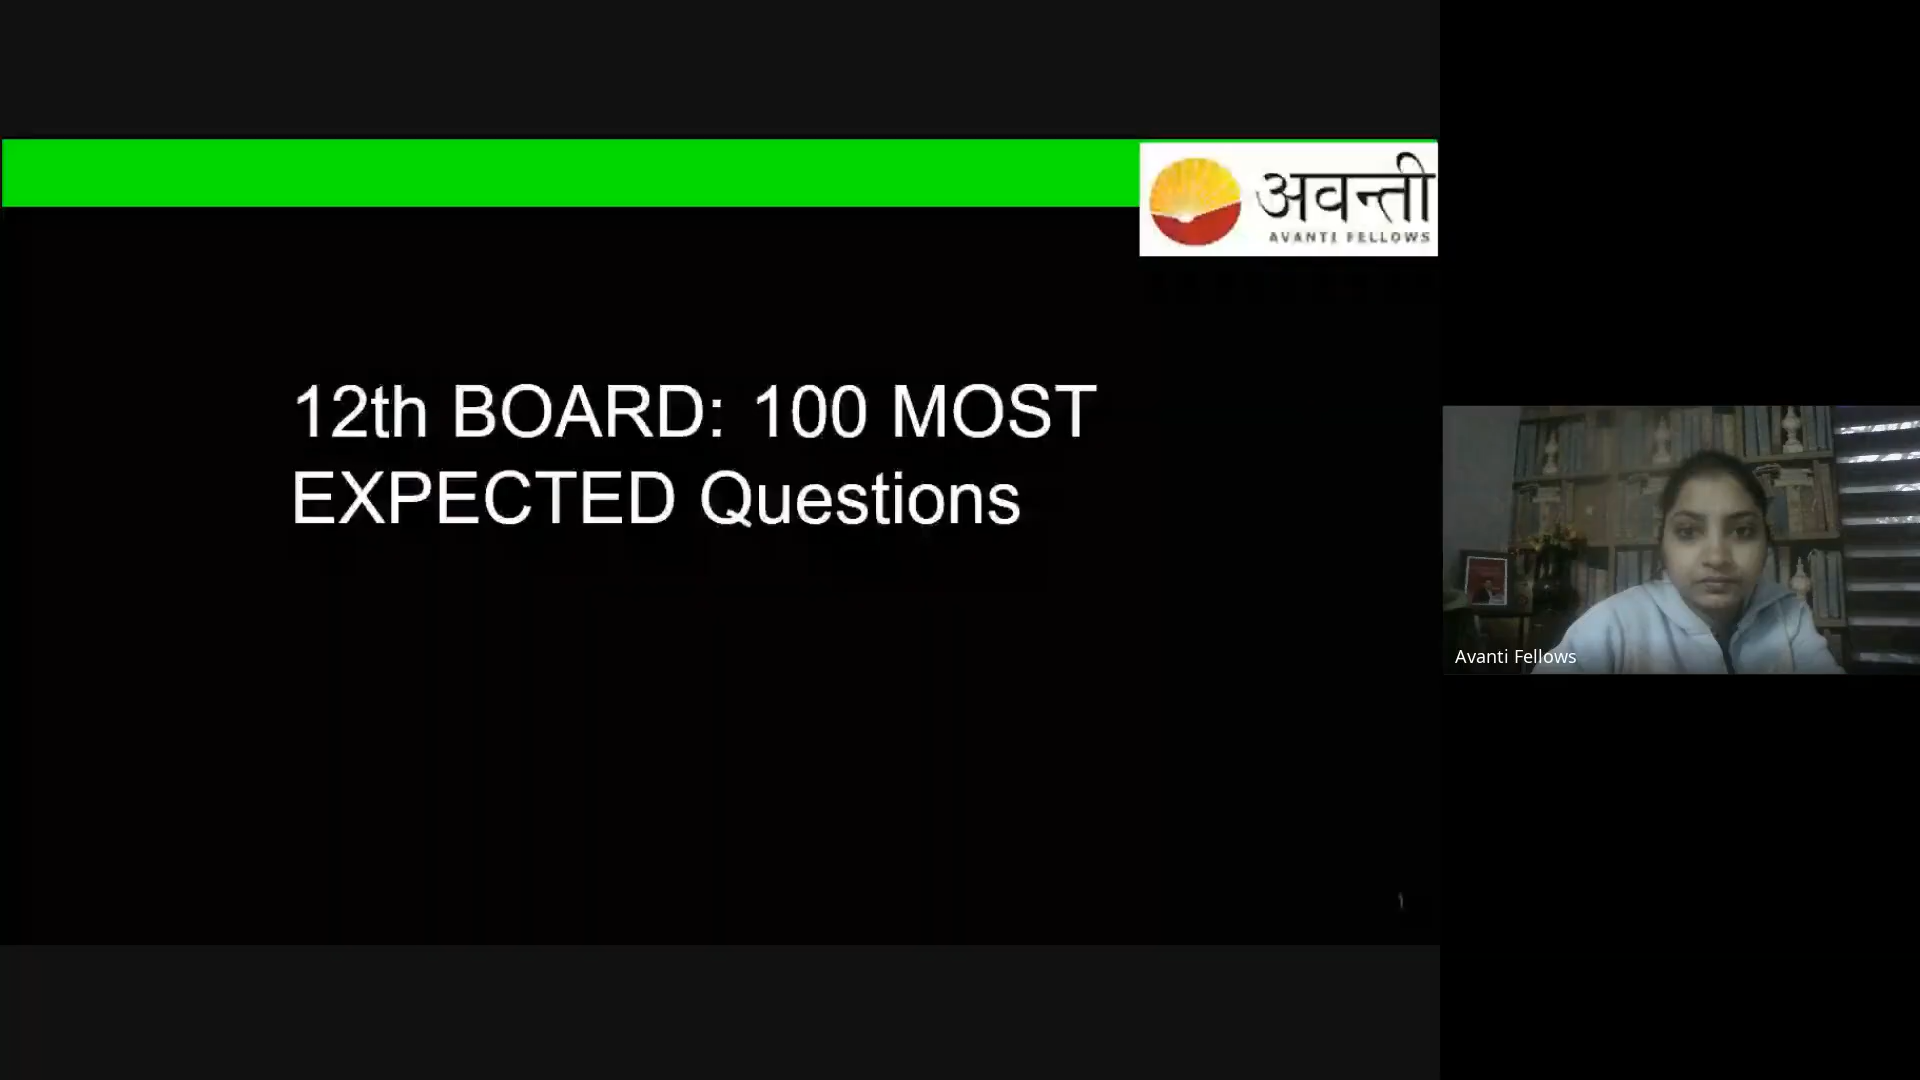 अवन्ती
AVANTI FELLOWS
12th BOARD: 100 MOST
EXPECTED Questions
Avanti Fellows